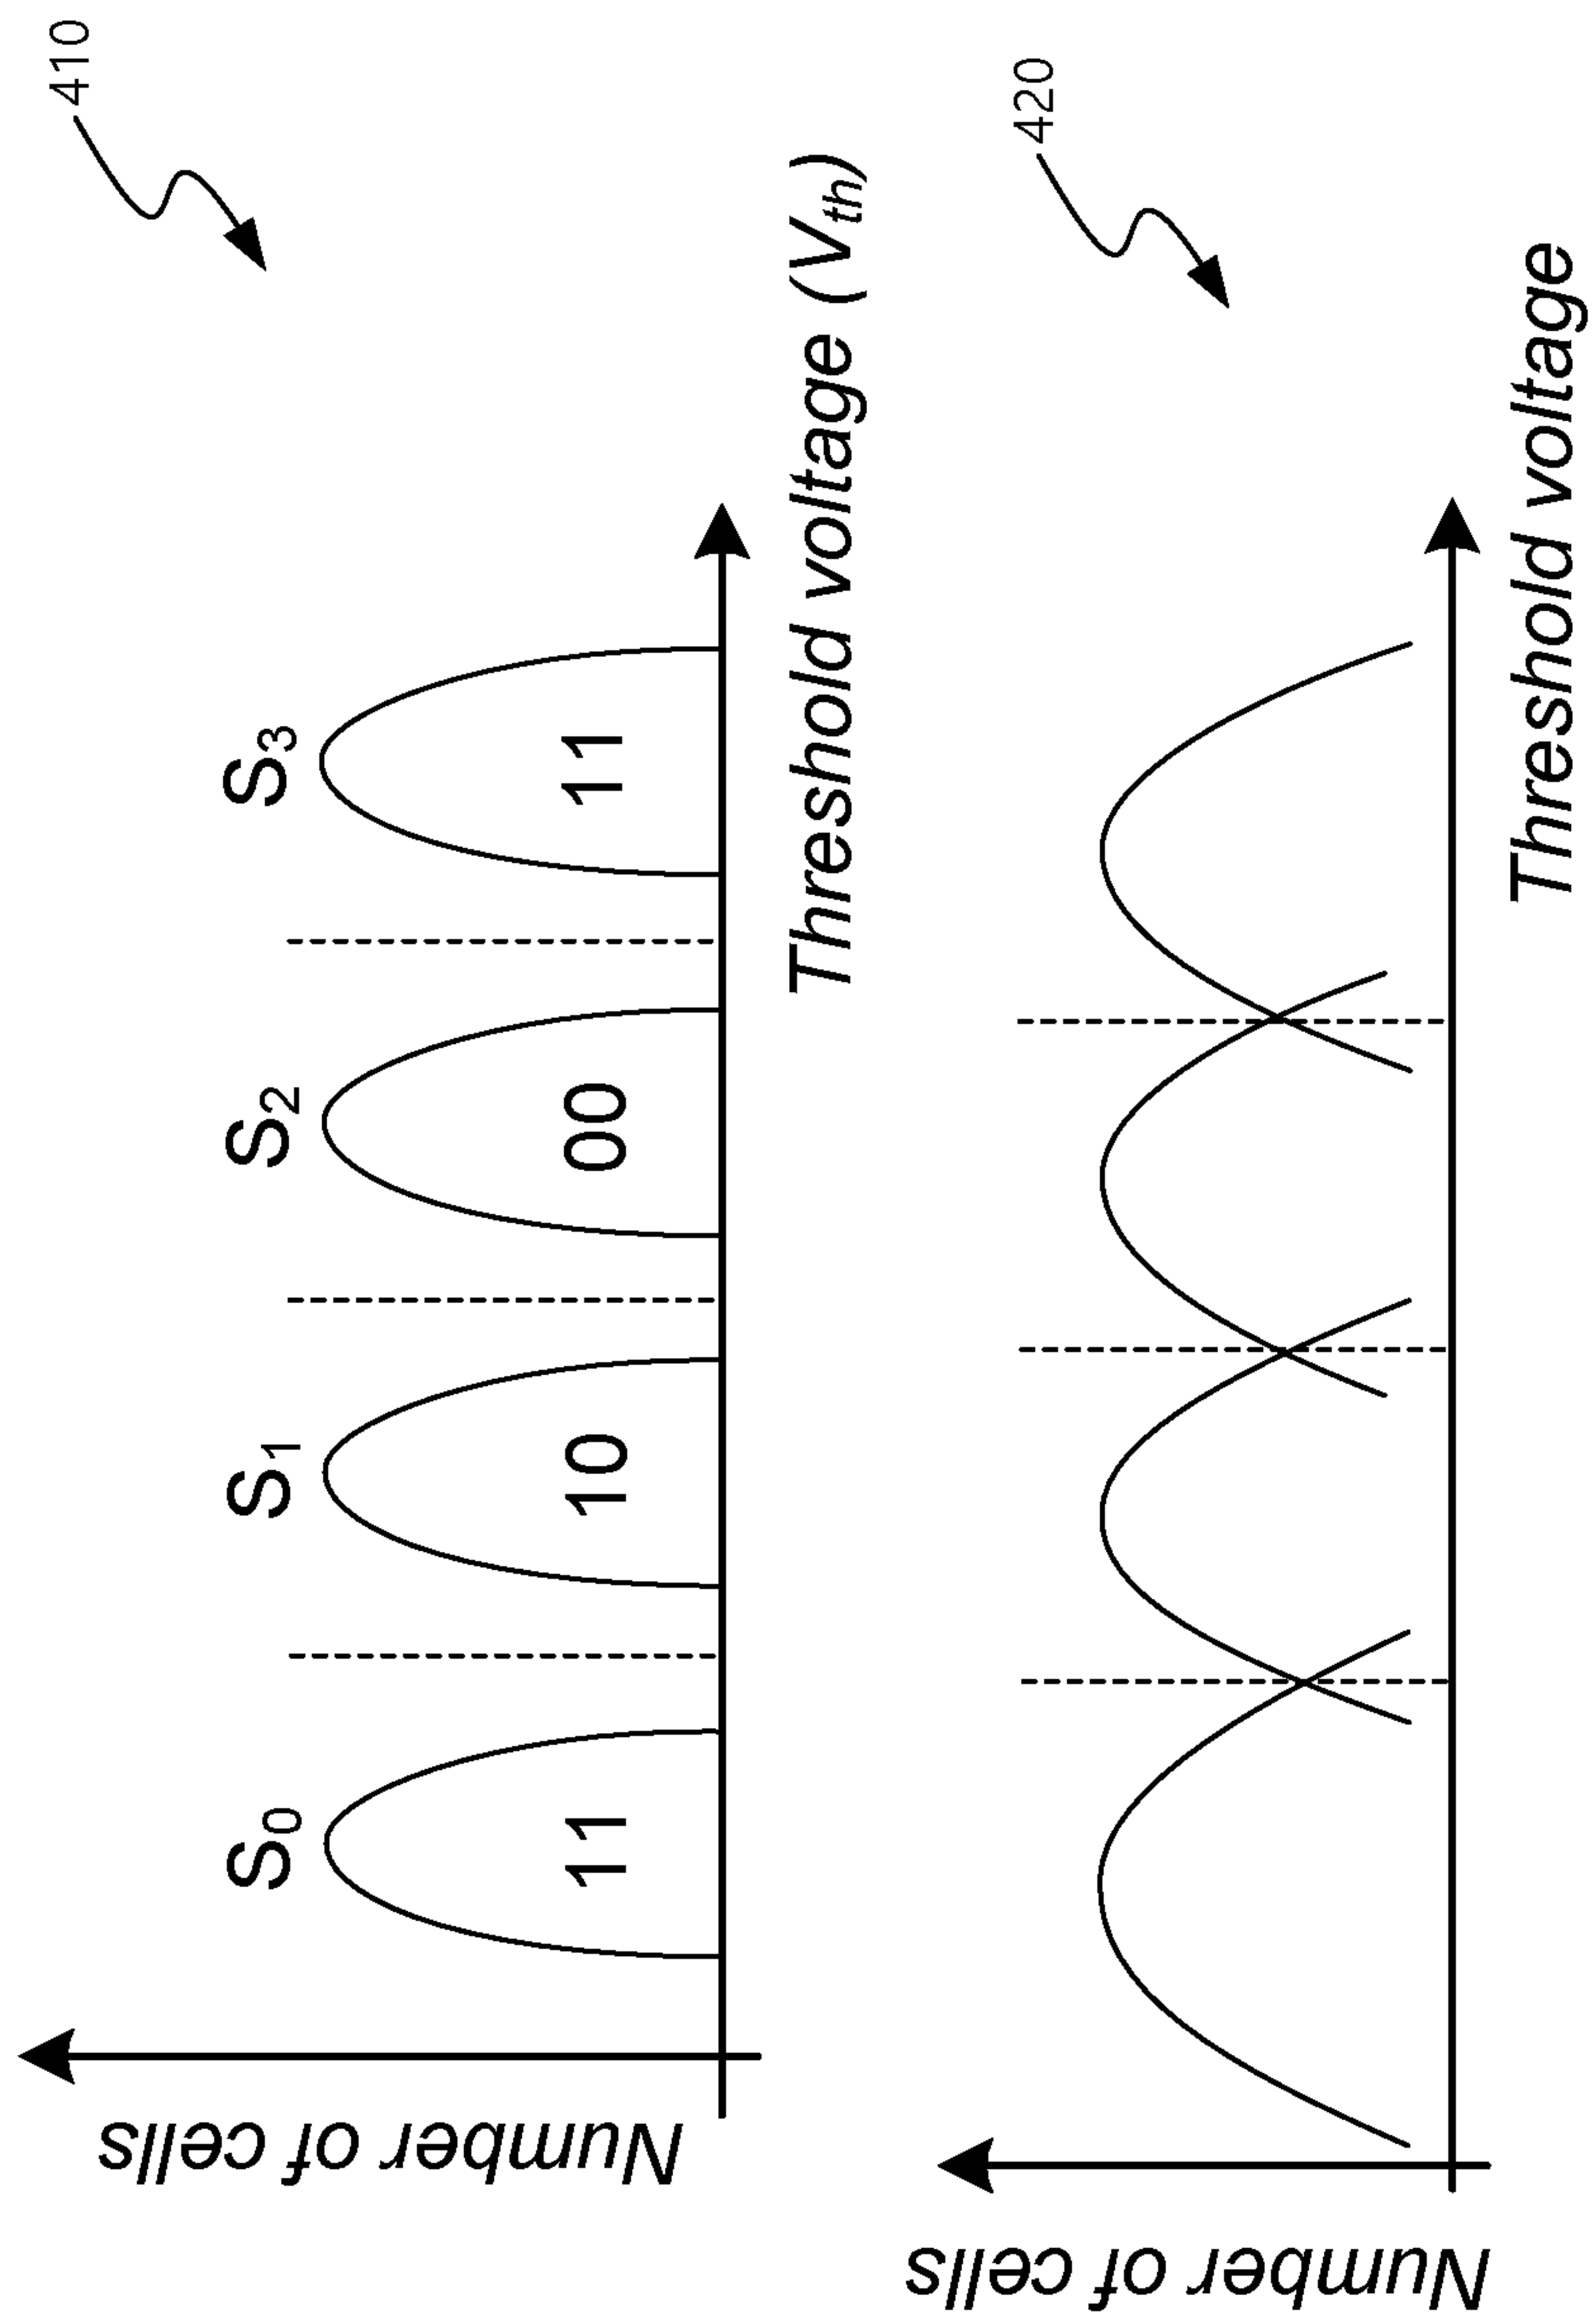 410
S0 S1 S2 S3
11 10 00 11
Number of cells
Threshold voltage (Vth)
420
Number of cells
Threshold voltage